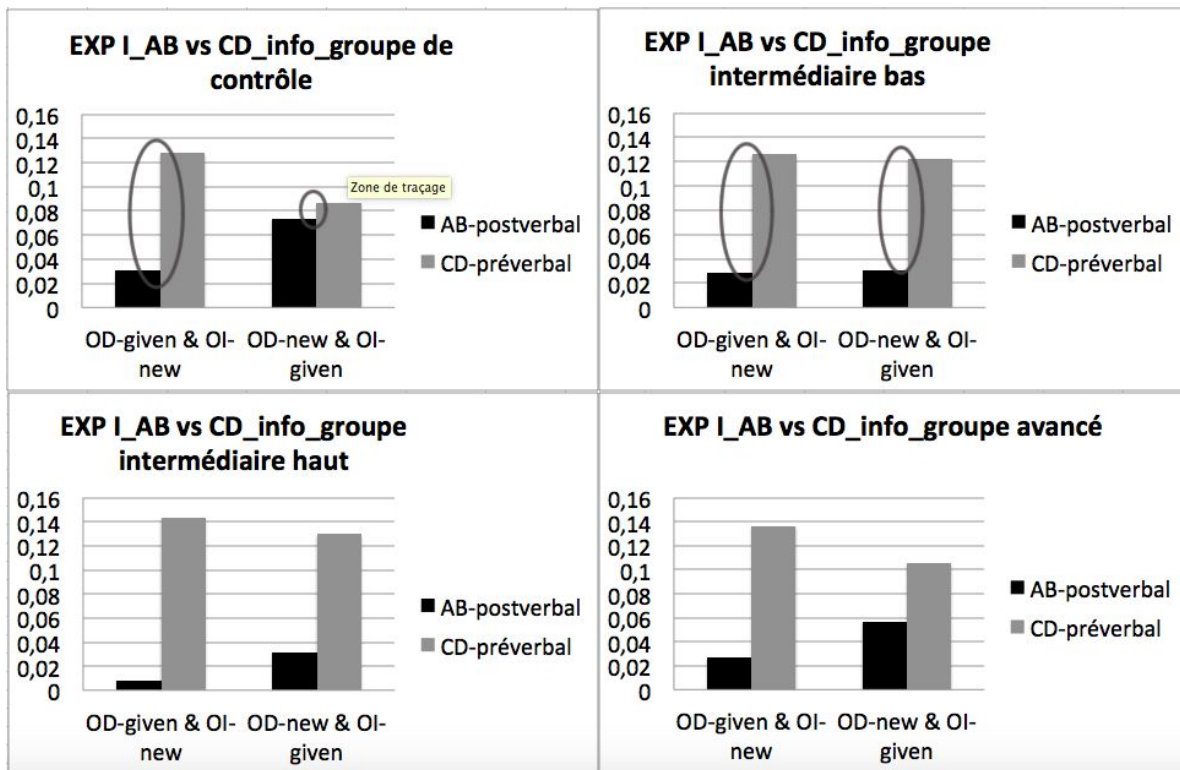 EXP I_AB vs CD_info_groupe de
contrôle
0,16
0,14
0,12
0,1
0,08
0,06
0,04
0,02
0
Zone de traçage
AB-postverbal
CD-préverbal
OD-given & OI-
new
OD-new & OI-
given
EXP I_AB vs CD_info_groupe
intermédiaire bas
0,16
0,14
0,12
0,1
0,08
0,06
0,04
0,02
0
AB-postverbal
CD-préverbal
OD-given & OI-
new
OD-new & OI-
given
EXP I_AB vs CD_info_groupe
intermédiaire haut
0,16
0,14
0,12
0,1
0,08
0,06
0,04
0,02
0
AB-postverbal
CD-préverbal
OD-given & OI-
new
OD-new & OI-
given
EXP I_AB vs CD_info_groupe avancé
0,16
0,14
0,12
0,1
0,08
0,06
0,04
0,02
0
AB-postverbal
CD-préverbal
OD-given & OI-
new
OD-new & OI-
given